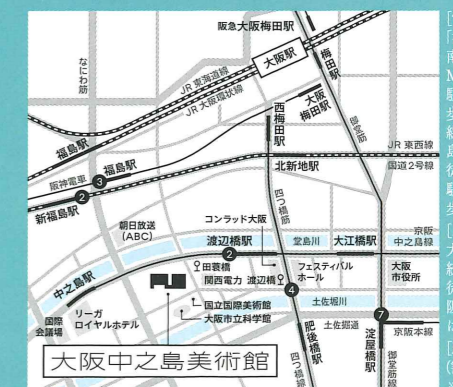 阪急大阪梅田駅
なにわ筋
大阪駅
梅田駅
JR 東海道線
JR 大阪環状線
西梅田駅
大阪梅田駅
御堂筋
福島駅
福島駅
3
阪神電車
2
新福島駅
北新地駅
JR 東西線
国道2号線
四つ橋筋
朝日放送
(ABC)
コンラッド大阪
渡辺橋駅
2
堂島川
大江橋駅
京阪
中之島線
中之島駅
田蓑橋
関西電力
渡辺橋
フェスティバル
ホール
大阪
市役所
国際
会議場
リーガ
ロイヤルホテル
国立国際美術館
大阪市立科学館
4
土佐堀川
7
肥後橋駅
土佐堀通
淀屋橋駅
京阪本線
大阪中之島美術館
四つ橋線
御堂筋線